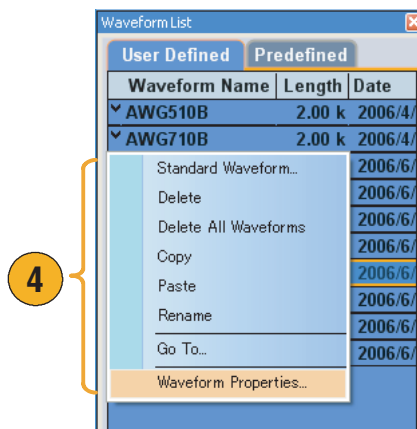 Waveform List
User Defined Predefined
Waveform Name Length Date
AWG510B 2.00 k 2006/4/
AWG710B 2.00 k 2006/4/
Standard Waveform... 2006/6/
Delete 2006/6/
Delete All Waveforms 2006/6/
Copy 2006/6/
Paste 2006/6/
Rename 2006/6/
2006/6/
Go To... 2006/6/
Waveform Properties...
4